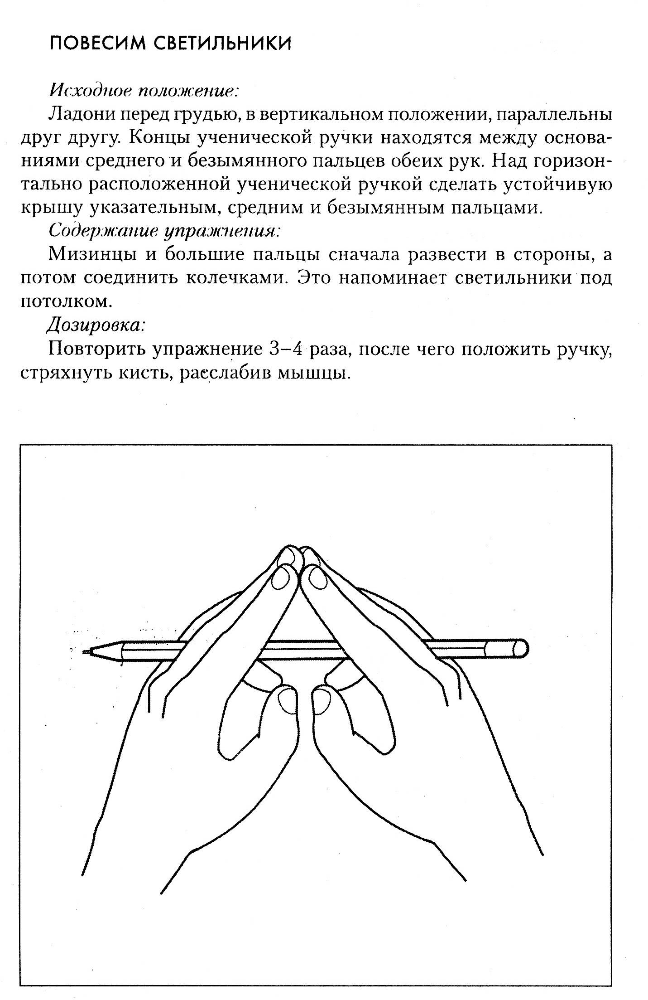 ПОВЕСИМ СВЕТИЛЬНИКИ
Исходное положение:
Ладони перед грудью, в вертикальном положении, параллельны
друг другу. Концы ученической ручки находятся между основа-
ниями среднего и безымянного пальцев обеих рук. Над горизон-
тально расположенной ученической ручкой сделать устойчивую
крышу указательным, средним и безымянным пальцами.
Содержание упражнения:
Мизинцы и большие пальцы сначала развести в стороны, а
потом соединить колечками. Это напоминает светильники под
потолком.
Дозировка:
Повторить упражнение 3–4 раза, после чего положить ручку,
стряхнуть кисть, расслабив мышцы.